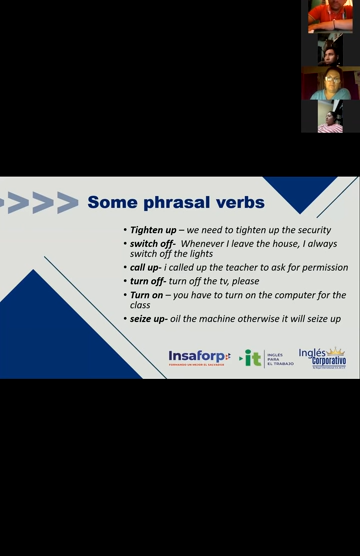 Some phrasal verbs
• Tighten up – we need to tighten up the security
• switch off- Whenever I leave the house, I always
switch off the lights
• call up- i called up the teacher to ask for permission
• turn off- turn off the tv, please
• Turn on – you have to turn on the computer for the
class
• seize up- oil the machine otherwise it will seize up
Insaforp
it
INGLÉS
PARA
EL TRABAJO
Inglés
Corporativo